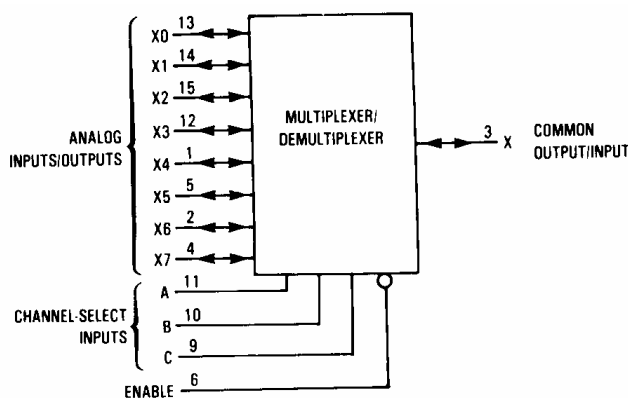 X0 13
X1 14
X2 15
X3 12
X4 1
X5 5
X6 2
X7 4
ANALOG
INPUTS/OUTPUTS
MULTIPLEXER/
DEMULTIPLEXER
3 X
COMMON
OUTPUT/INPUT
A 11
B 10
C 9
CHANNEL-SELECT
INPUTS
ENABLE 6